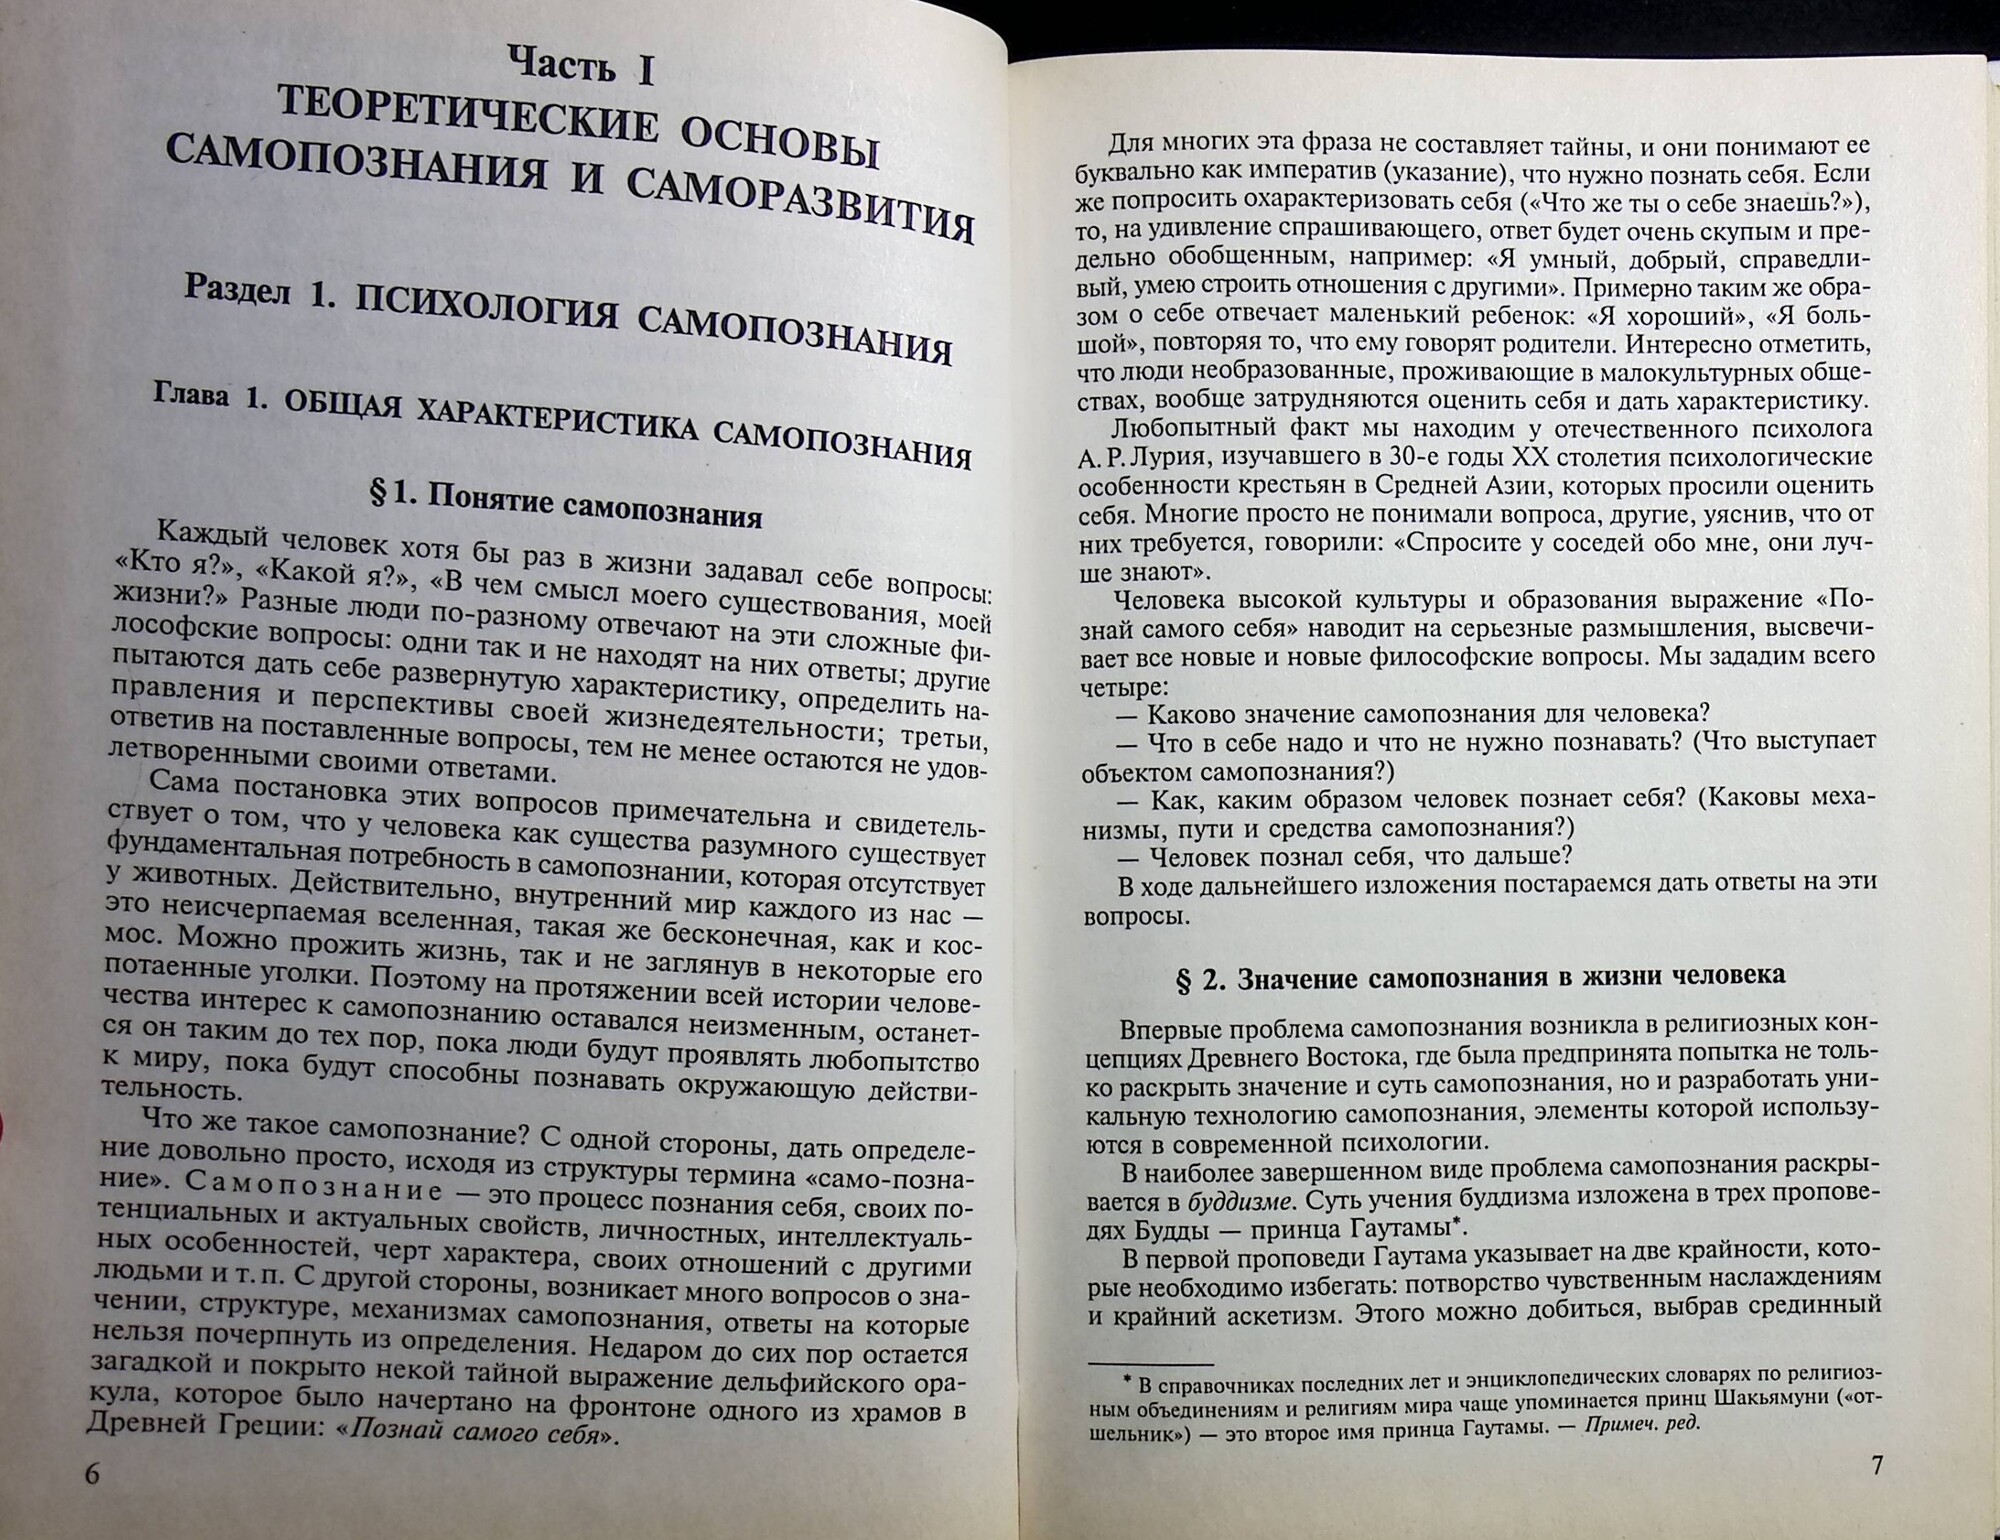 Часть I
ТЕОРЕТИЧЕСКИЕ ОСНОВЫ
САМОПОЗНАНИЯ И САМОРАЗВИТИЯ
Раздел 1. ПСИХОЛОГИЯ САМОПОЗНАНИЯ
Глава 1. ОБЩАЯ ХАРАКТЕРИСТИКА САМОПОЗНАНИЯ
§ 1. Понятие самопознания
Каждый человек хотя бы раз в жизни задавал себе вопросы:
«Кто я?», «Какой я?», «В чем смысл моего существования, моей
жизни?» Разные люди по-разному отвечают на эти сложные фи-
лософские вопросы: одни так и не находят на них ответы; другие
пытаются дать себе развернутую характеристику, определить на-
правления и перспективы своей жизнедеятельности; третьи,
ответив на поставленные вопросы, тем не менее остаются не удов-
летворенными своими ответами.
Сама постановка этих вопросов примечательна и свидетель-
ствует о том, что у человека как существа разумного существует
фундаментальная потребность в самопознании, которая отсутствует
у животных. Действительно, внутренний мир каждого из нас —
это неисчерпаемая вселенная, такая же бесконечная, как и кос-
мос. Можно прожить жизнь, так и не заглянув в некоторые его
потаенные уголки. Поэтому на протяжении всей истории челове-
чества интерес к самопознанию оставался неизменным, останет-
ся он таким до тех пор, пока люди будут проявлять любопытство
к миру, пока будут способны познавать окружающую действи-
тельность.
Что же такое самопознание? С одной стороны, дать определе-
ние довольно просто, исходя из структуры термина «само-позна-
ние». Самопознание — это процесс познания себя, своих по-
тенциальных и актуальных свойств, личностных, интеллектуаль-
ных особенностей, черт характера, своих отношений с другими
людьми и т. п. С другой стороны, возникает много вопросов о зна-
чении, структуре, механизмах самопознания, ответы на которые
нельзя почерпнуть из определения. Недаром до сих пор остается
загадкой и покрыто некой тайной выражение дельфийского ора-
кула, которое было начертано на фронтоне одного из храмов в
Древней Греции: «Познай самого себя».
6
Для многих эта фраза не составляет тайны, и они понимают ее
буквально как императив (указание), что нужно познать себя. Если
же попросить охарактеризовать себя («Что же ты о себе знаешь?»),
то, на удивление спрашивающего, ответ будет очень скупым и пре-
дельно обобщенным, например: «Я умный, добрый, справедли-
вый, умею строить отношения с другими». Примерно таким же обра-
зом о себе отвечает маленький ребенок: «Я хороший», «Я боль-
шой», повторяя то, что ему говорят родители. Интересно отметить,
что люди необразованные, проживающие в малокультурных обще-
ствах, вообще затрудняются оценить себя и дать характеристику.
Любопытный факт мы находим у отечественного психолога
А. Р. Лурия, изучавшего в 30-е годы XX столетия психологические
особенности крестьян в Средней Азии, которых просили оценить
себя. Многие просто не понимали вопроса, другие, уяснив, что от
них требуется, говорили: «Спросите у соседей обо мне, они луч-
ше знают».
Человека высокой культуры и образования выражение «По-
знай самого себя» наводит на серьезные размышления, высвечи-
вает все новые и новые философские вопросы. Мы зададим всего
четыре:
— Каково значение самопознания для человека?
— Что в себе надо и что не нужно познавать? (Что выступает
объектом самопознания?)
— Как, каким образом человек познает себя? (Каковы меха-
низмы, пути и средства самопознания?)
— Человек познал себя, что дальше?
В ходе дальнейшего изложения постараемся дать ответы на эти
вопросы.
§ 2. Значение самопознания в жизни человека
Впервые проблема самопознания возникла в религиозных кон-
цепциях Древнего Востока, где была предпринята попытка не толь-
ко раскрыть значение и суть самопознания, но и разработать уни-
кальную технологию самопознания, элементы которой использу-
ются в современной психологии.
В наиболее завершенном виде проблема самопознания раскры-
вается в буддизме. Суть учения буддизма изложена в трех пропове-
дях Будды — принца Гаутамы*.
В первой проповеди Гаутама указывает на две крайности, кото-
рые необходимо избегать: потворство чувственным наслаждениям
и крайний аскетизм. Этого можно добиться, выбрав срединный
* В справочниках последних лет и энциклопедических словарях по религиоз-
ным объединениям и религиям мира чаще упоминается принц Шакьямуни («от-
шельник») — это второе имя принца Гаутамы. — Примеч. ред.
7